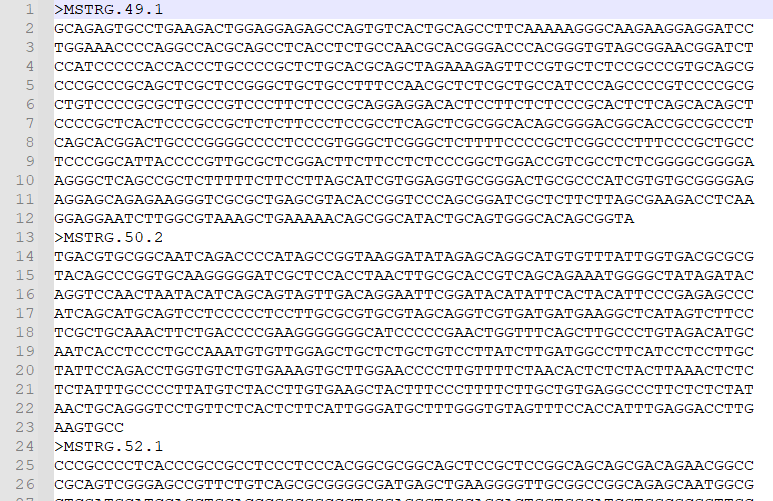 1 >MSTRG.49.1
2 GCAGAGTGCCTGAAGACTGGAGGAGAGCCAGTGTCACTGCAGCCTTCAAAAAGGGCAAGAAGGAGGATCC
3 TGGAAACCCCAGGCCACGCAGCCTCACCTCTGCCAACGCACGGGACCCACGGGTGTAGCGGAACGGATCT
4 CCATCCCCCACCACCCTGCCCCGCTCTGCACGCAGCTAGAAAGAGTTCCGTGCTCTCCGCCCGTGCAGCG
5 CCCGCCCGCAGCTCGCTCCGGGCTGCTGCCTTTCCAACGCTCTCGCTGCCATCCCAGCCCCGTCCCCGCG
6 CTGTCCCCGCGCTGCCCGTCCCTTCTCCCGCAGGAGGACACTCCTTCTCTCCCGCACTCTCAGCACAGCT
7 CCCCGCTCACTCCCGCCGCTCTCTTCCCTCCGCCTCAGCTCGCGGCACAGCGGGACGGCACCGCCGCCCT
8 CAGCACGGACTGCCCGGGGCCCCTCCCGTGGGCTCGGGCTCTTTTCCCCGCTCGGCCCTTTCCCGCTGCC
9 TCCCGGCATTACCCCGTTGCGCTCGGACTTCTTCCTCTCCCGGCTGGACCGTCGCCTCTCGGGGCGGGGA
10 AGGGCTCAGCCGCTCTTTTTCTTCCTTAGCATCGTGGAGGTGCGGGACTGCGCCCATCGTGTGCGGGGAG
11 AGGAGCAGAGAAGGGTCGCGCTGAGCGTACACCGGTCCCAGCGGATCGCTCTTCTTAGCGAAGACCTCAA
12 GGAGGAATCTTGGCGTAAAGCTGAAAAACAGCGGCATACTGCAGTGGGCACAGCGGTA
13 >MSTRG.50.2
14 TGACGTGCGGCAATCAGACCCCATAGCCGGTAAGGATATAGAGCAGGCATGTGTTTATTGGTGACGCGCG
15 TACAGCCCGGTGCAAGGGGGATCGCTCCACCTAACTTGCGCACCGTCAGCAGAAATGGGGCTATAGATAC
16 AGGTCCAACTAATACATCAGCAGTAGTTGACAGGAATTCGGATACATATTCACTACATTCCCGAGAGCCC
17 ATCAGCATGCAGTCCTCCCCCTCCTTGCGCGTGCGTAGCAGGTCGTGATGATGAAGGCTCATAGTCTTCC
18 TCGCTGCAAACTTCTGACCCCGAAGGGGGGGCATCCCCCGAACTGGTTTCAGCTTGCCCTGTAGACATGC
19 AATCACCTCCCTGCCAAATGTGTTGGAGCTGCTCTGCTGTCCTTATCTTGATGGCCTTCATCCTCCTTGC
20 TATTCCAGACCTGGTGTCTGTGAAAGTGCTTGGAACCCCTTGTTTTCTAACACTCTCTACTTAAACTCTC
21 TCTATTTGCCCCTTATGTCTACCTTGTGAAGCTACTTTCCCTTTTCTTGCTGTGAGGCCCTTCTCTCTAT
22 AACTGCAGGGTCCTGTTCTCACTCTTCATTGGGATGCTTTGGGTGTAGTTTCCACCATTTGAGGACCTTG
23 AAGTGCC
24 >MSTRG.52.1
25 CCCGCCCCTCACCCGCCGCCTCCCTCCCACGGCGCGGCAGCTCCGCTCCGGCAGCAGCGACAGAACGGCC
26 CGCAGTCGGGAGCCGTTCTGTCAGCGCGGGGCGATGAGCTGAAGGGGTTGCGGCCGGCAGAGCAATGGCG